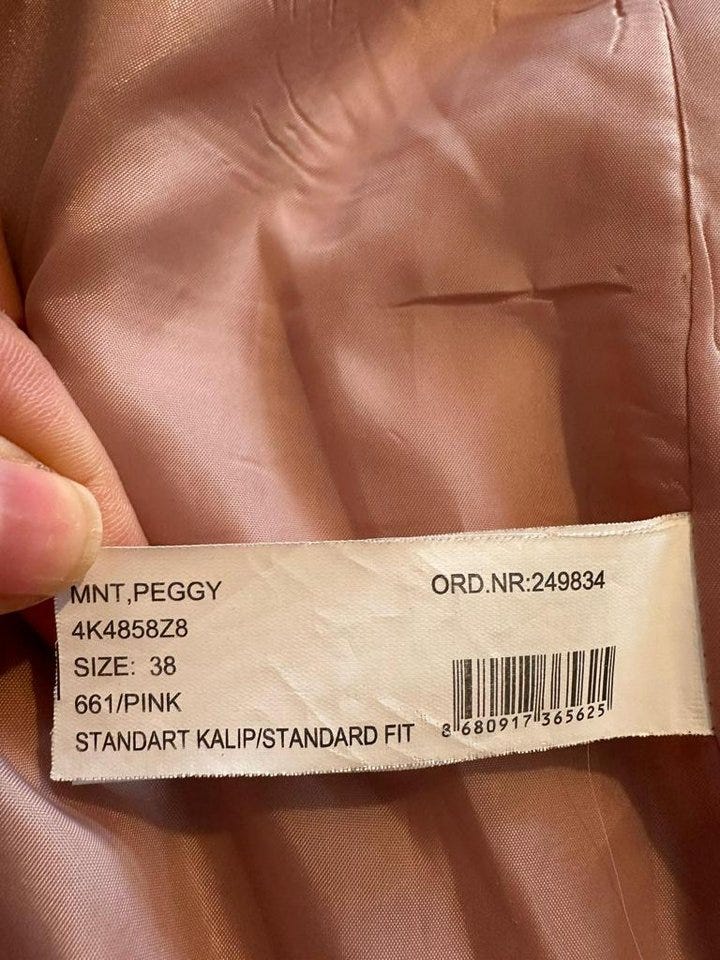 MNT,PEGGY
ORD.NR:249834
4K4858Z8
SIZE: 38
661/PINK
STANDART KALIP/STANDARD FIT
8 680917 365625